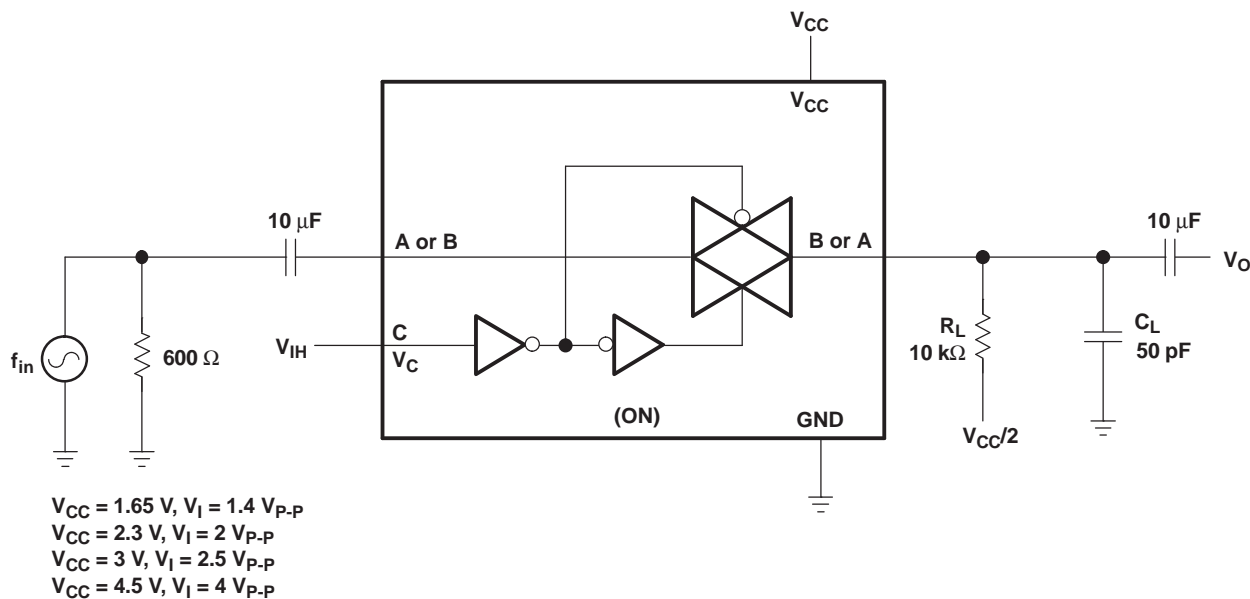 VCC
VCC
10 μF
A or B
B or A
10 μF
VO
fin
600 Ω
VIH
C
VC
RL
10 kΩ
CL
50 pF
(ON)
GND
VCC/2
VCC = 1.65 V, VI = 1.4 VP-P
VCC = 2.3 V, VI = 2 VP-P
VCC = 3 V, VI = 2.5 VP-P
VCC = 4.5 V, VI = 4 VP-P